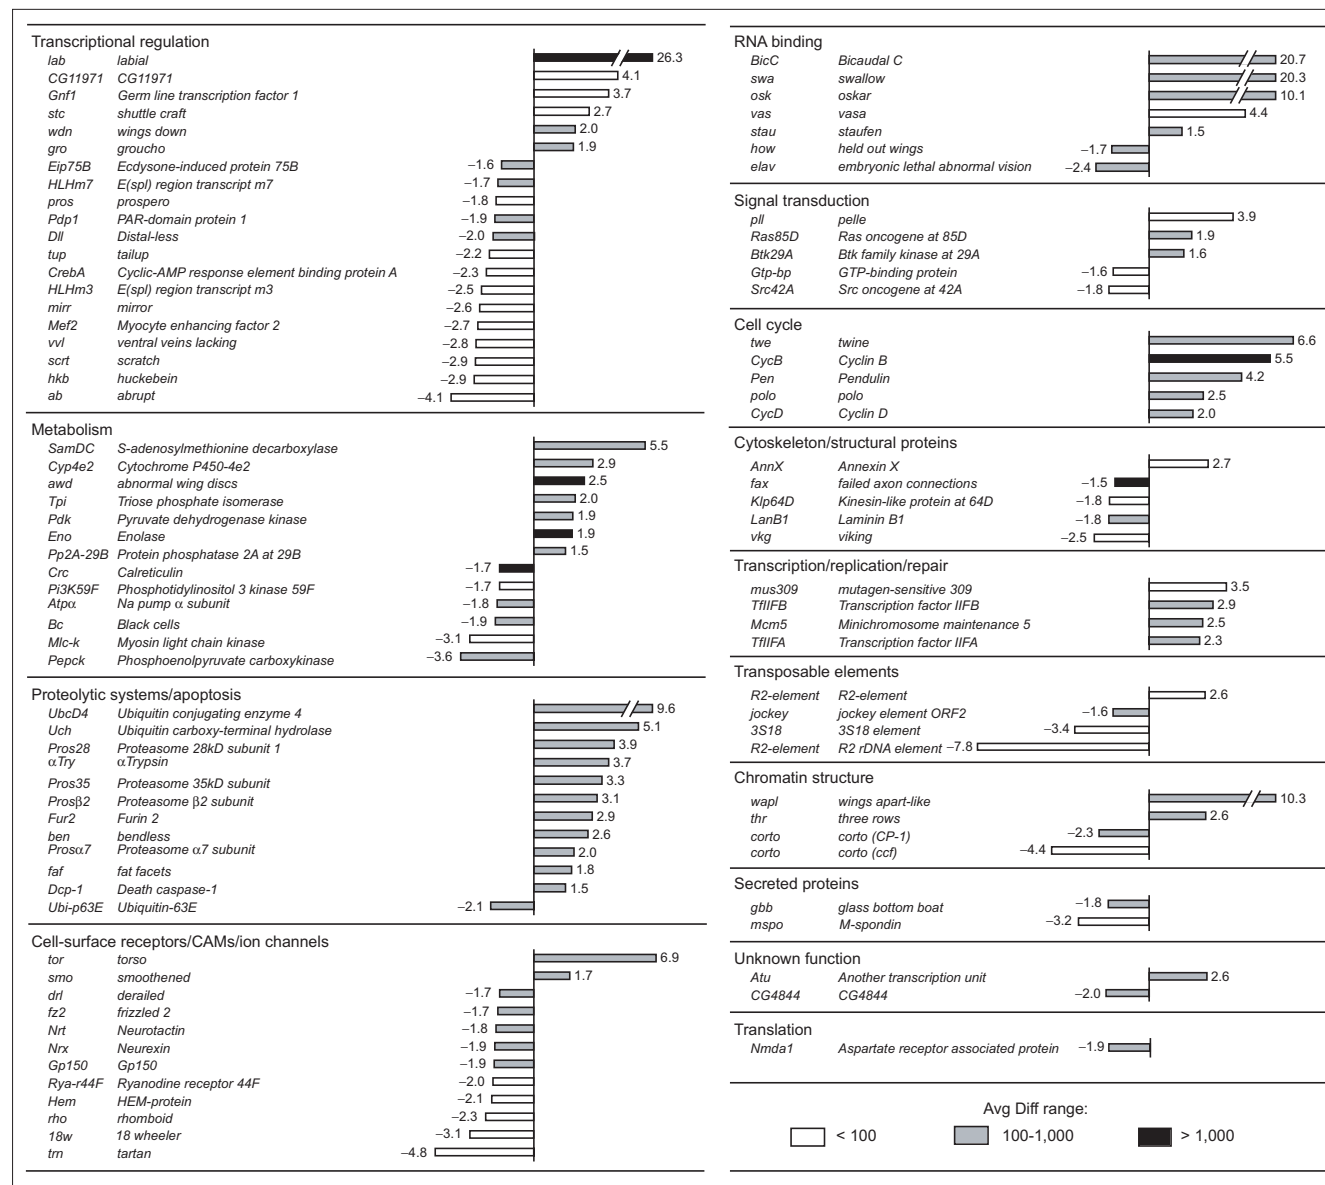 Transcriptional regulation
lab labial 26.3
CG11971 CG11971 4.1
Gnf1 Germ line transcription factor 1 3.7
stc shuttle craft 2.7
wdn wings down 2.0
gro groucho 1.9
Eip75B Ecdysone-induced protein 75B −1.6
HLHm7 E(spl) region transcript m7 −1.7
pros prospero −1.8
Pdp1 PAR-domain protein 1 −1.9
Dll Distal-less −2.0
tup tailup −2.2
CrebA Cyclic-AMP response element binding protein A −2.3
HLHm3 E(spl) region transcript m3 −2.5
mirr mirror −2.6
Mef2 Myocyte enhancing factor 2 −2.7
vvl ventral veins lacking −2.8
scrt scratch −2.9
hkb huckebein −2.9
ab abrupt −4.1
Metabolism
SamDC S-adenosylmethionine decarboxylase 5.5
Cyp4e2 Cytochrome P450-4e2 2.9
awd abnormal wing discs 2.5
Tpi Triose phosphate isomerase 2.0
Pdk Pyruvate dehydrogenase kinase 1.9
Eno Enolase 1.9
Pp2A-29B Protein phosphatase 2A at 29B 1.5
Crc Calreticulin −1.7
Pi3K59F Phosphotidylinositol 3 kinase 59F −1.7
Atpα Na pump α subunit −1.8
Bc Black cells −1.9
Mlc-k Myosin light chain kinase −3.1
Pepck Phosphoenolpyruvate carboxykinase −3.6
Proteolytic systems/apoptosis
UbcD4 Ubiquitin conjugating enzyme 4 9.6
Uch Ubiquitin carboxy-terminal hydrolase 5.1
Pros28 Proteasome 28kD subunit 1 3.9
αTry αTrypsin 3.7
Pros35 Proteasome 35kD subunit 3.3
Prosβ2 Proteasome β2 subunit 3.1
Fur2 Furin 2 2.9
ben bendless 2.6
Prosα7 Proteasome α7 subunit 2.0
faf fat facets 1.8
Dcp-1 Death caspase-1 1.5
Ubi-p63E Ubiquitin-63E −2.1
Cell-surface receptors/CAMs/ion channels
tor torso 6.9
smo smoothened 1.7
drl derailed −1.7
fz2 frizzled 2 −1.7
Nrt Neurotactin −1.8
Nrx Neurexin −1.9
Gp150 Gp150 −1.9
Rya-r44F Ryanodine receptor 44F −2.0
Hem HEM-protein −2.1
rho rhomboid −2.3
18w 18 wheeler −3.1
trn tartan −4.8
RNA binding
BicC Bicaudal C 20.7
swa swallow 20.3
osk oskar 10.1
vas vasa 4.4
stau staufen 1.5
how held out wings −1.7
elav embryonic lethal abnormal vision −2.4
Signal transduction
pll pelle 3.9
Ras85D Ras oncogene at 85D 1.9
Btk29A Btk family kinase at 29A 1.6
Gtp-bp GTP-binding protein −1.6
Src42A Src oncogene at 42A −1.8
Cell cycle
twe twine 6.6
CycB Cyclin B 5.5
Pen Pendulin 4.2
polo polo 2.5
CycD Cyclin D 2.0
Cytoskeleton/structural proteins
AnnX Annexin X 2.7
fax failed axon connections −1.5
Klp64D Kinesin-like protein at 64D −1.8
LanB1 Laminin B1 −1.8
vkg viking −2.5
Transcription/replication/repair
mus309 mutagen-sensitive 309 3.5
TfIIFB Transcription factor IIFB 2.9
Mcm5 Minichromosome maintenance 5 2.5
TfIIFA Transcription factor IIFA 2.3
Transposable elements
R2-element R2-element 2.6
jockey jockey element ORF2 −1.6
3S18 3S18 element −3.4
R2-element R2 rDNA element −7.8
Chromatin structure
wapl wings apart-like 10.3
thr three rows 2.6
corto corto (CP-1) −2.3
corto corto (ccf) −4.4
Secreted proteins
gbb glass bottom boat −1.8
mspo M-spondin −3.2
Unknown function
Atu Another transcription unit 2.6
CG4844 CG4844 −2.0
Translation
Nmda1 Aspartate receptor associated protein −1.9
Avg Diff range:
< 100 100-1,000 > 1,000